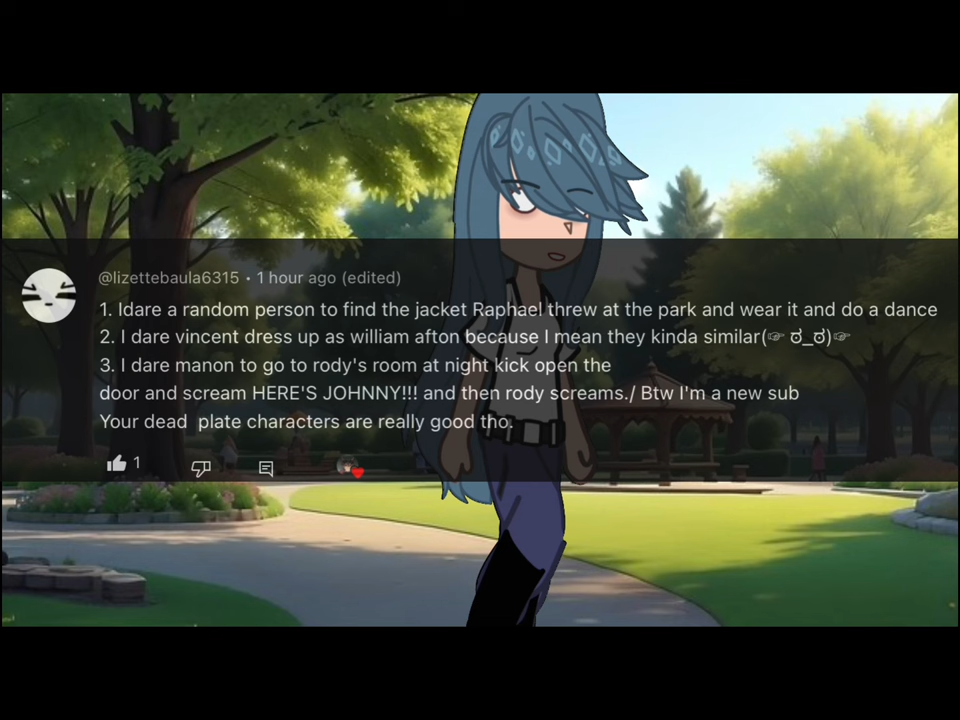 @lizettebaula6315 • 1 hour ago (edited)
1. Idare a random person to find the jacket Raphael threw at the park and wear it and do a dance
2. I dare vincent dress up as william afton because I mean they kinda similar(☞ ಠ_ಠ)☞
3. I dare manon to go to rody's room at night kick open the
door and scream HERE'S JOHNNY!!! and then rody screams./ Btw I'm a new sub
Your dead  plate characters are really good tho.
1